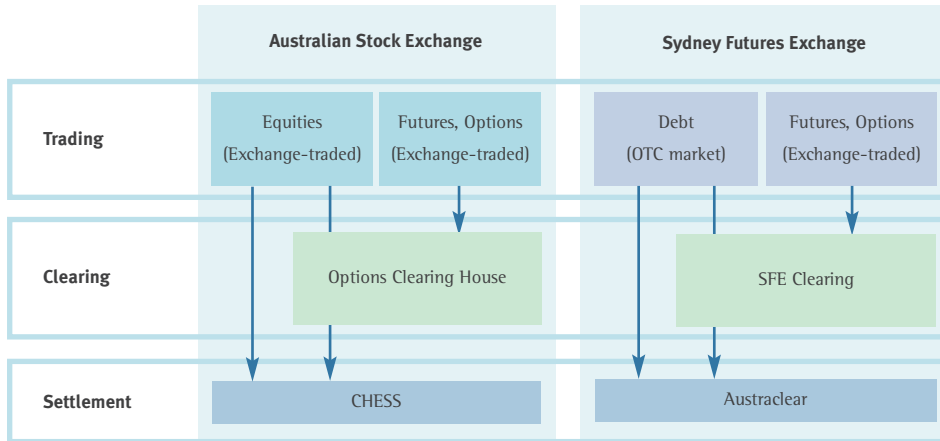 Australian Stock Exchange
Sydney Futures Exchange
Trading
Equities
(Exchange-traded)
Futures, Options
(Exchange-traded)
Debt
(OTC market)
Futures, Options
(Exchange-traded)
Clearing
Options Clearing House
SFE Clearing
Settlement
CHESS
Austraclear